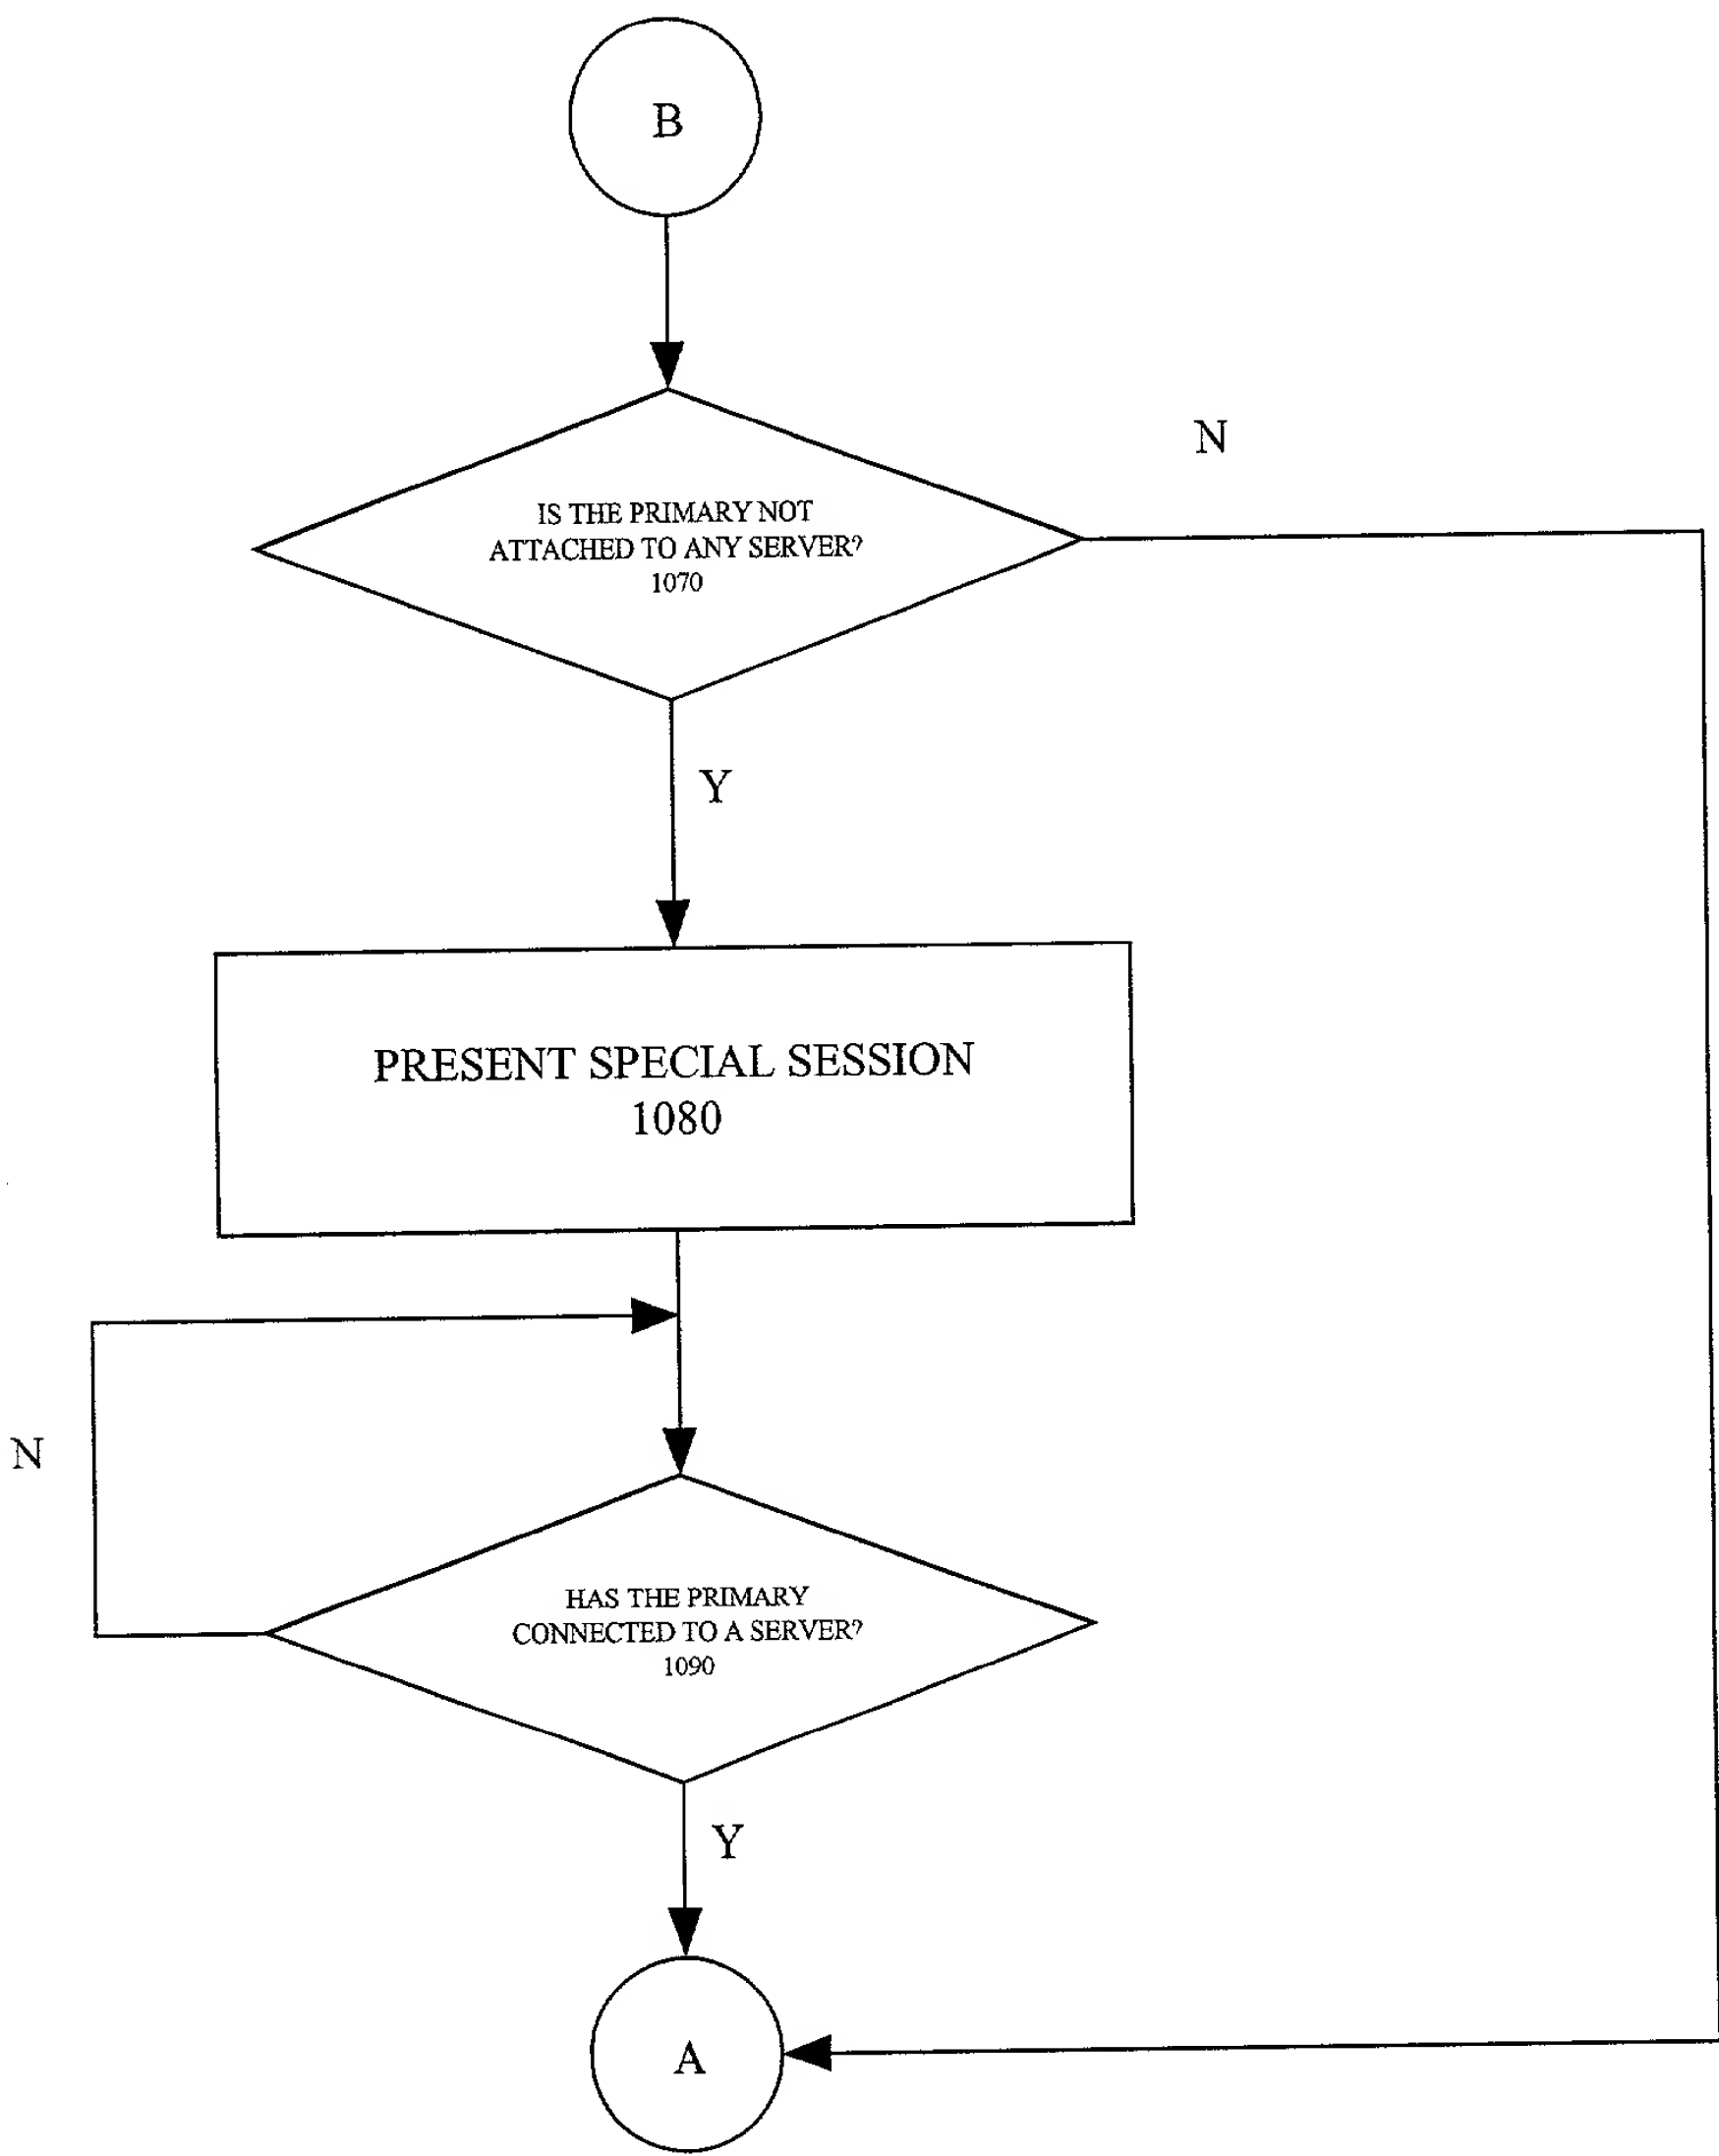 B
N
IS THE PRIMARY NOT
ATTACHED TO ANY SERVER?
1070
Y
PRESENT SPECIAL SESSION
1080
N
HAS THE PRIMARY
CONNECTED TO A SERVER?
1090
Y
A